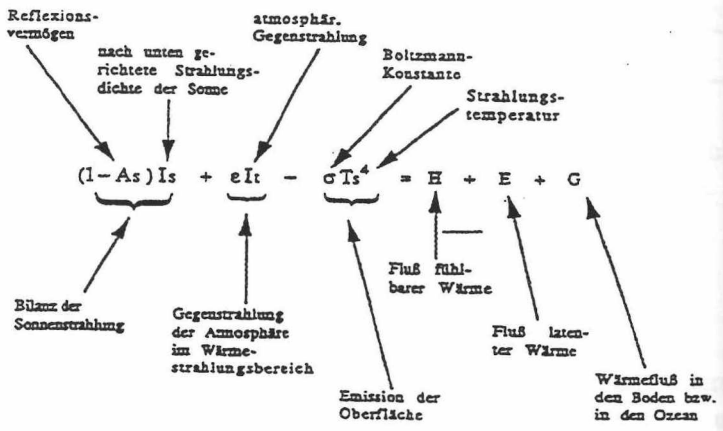 Reflexions-
vermögen
nach unten ge-
richtete Strahlungs-
dichte der Sonne
atmosphär.
Gegenstrahlung
Boltzmann-
Konstante
Strahlungs-
temperatur
(1-As)Is + εIt - σTs⁴ = H + E + G
Bilanz der
Sonnenstrahlung
Gegenstrahlung
der Atmosphäre
im Wärme-
strahlungsbereich
Emission der
Oberfläche
Fluß fühl-
barer Wärme
Fluß laten-
ter Wärme
Wärmefluß in
den Boden bzw.
in den Ozean